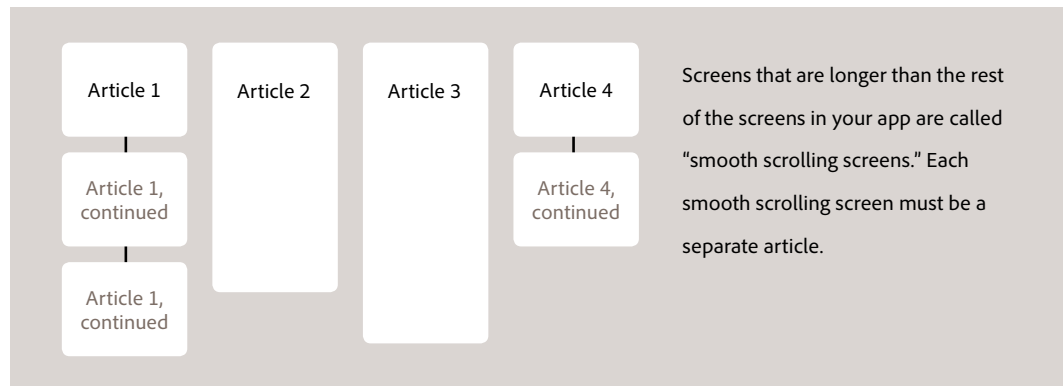 Article 1
Article 1,
continued
Article 1,
continued
Article 2
Article 3
Article 4
Article 4,
continued
Screens that are longer than the rest
of the screens in your app are called
“smooth scrolling screens.” Each
smooth scrolling screen must be a
separate article.